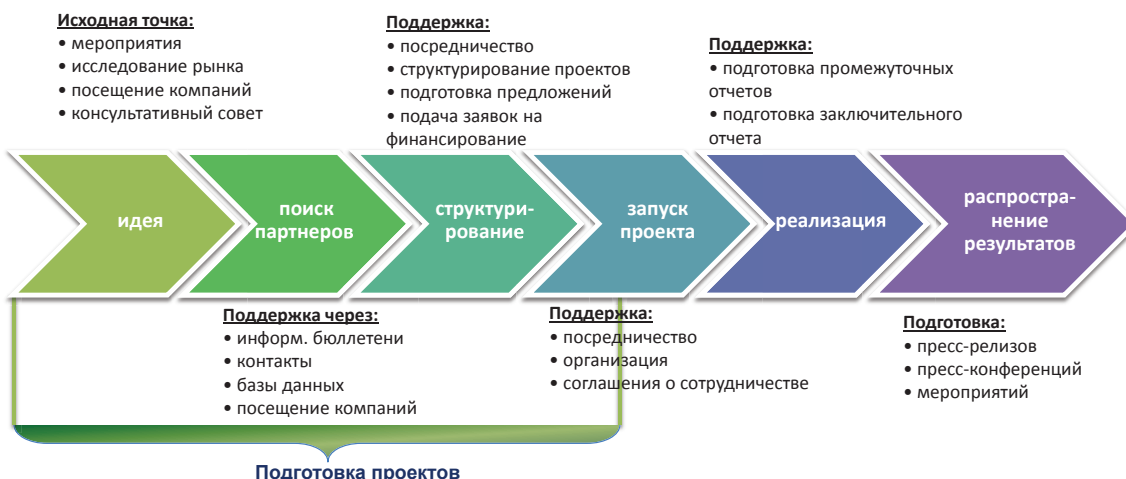 Исходная точка:
• мероприятия
• исследование рынка
• посещение компаний
• консультативный совет
Поддержка:
• посредничество
• структурирование проектов
• подготовка предложений
• подача заявок на
финансирование
Поддержка:
• подготовка промежуточных
отчетов
• подготовка заключительного
отчета
идея
поиск
партнеров
структури-
рование
запуск
проекта
реализация
распростра-
нение
результатов
Поддержка через:
• информ. бюллетени
• контакты
• базы данных
• посещение компаний
Поддержка:
• посредничество
• организация
• соглашения о сотрудничестве
Подготовка:
• пресс-релизов
• пресс-конференций
• мероприятий
Подготовка проектов